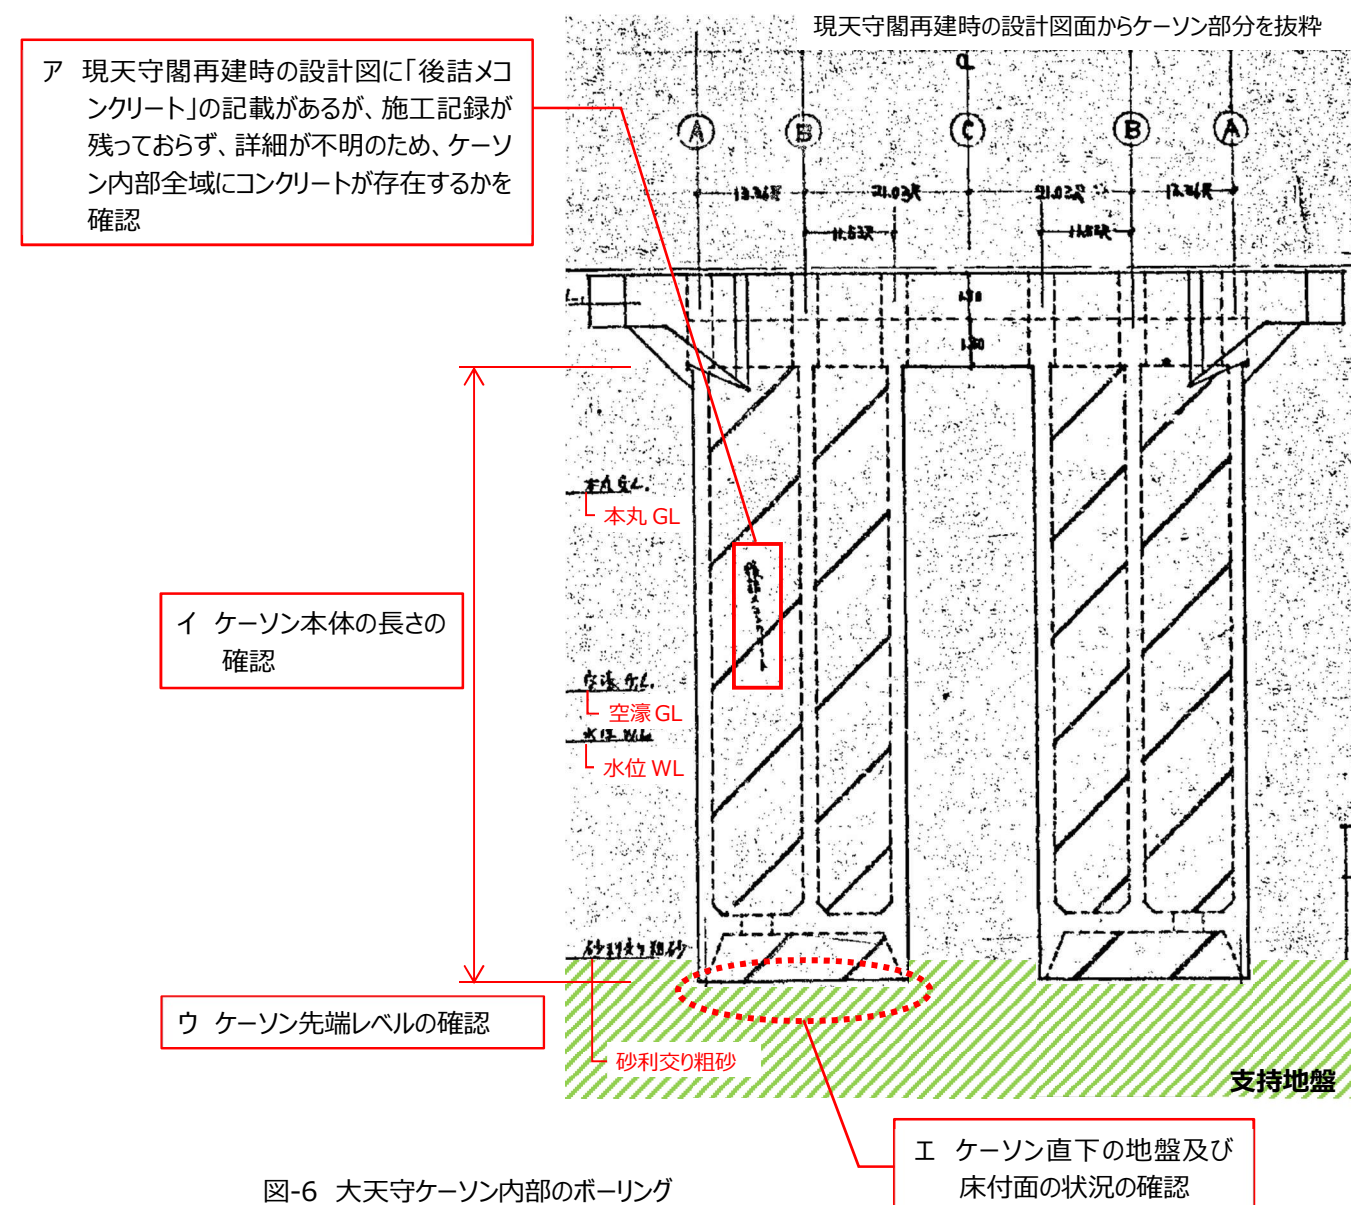 現天守閣再建時の設計図面からケーソン部分を抜粋
ア 現天守閣再建時の設計図に「後詰メコ
ンクリート」の記載があるが、施工記録が
残っておらず、詳細が不明のため、ケーソ
ン内部全域にコンクリートが存在するかを
確認
A B C B A
21.03尺
本丸G.L.
本丸 GL
イ ケーソン本体の長さの
確認
空濠 GL
水位 WL
ウ ケーソン先端レベルの確認
砂利交り粗砂
支持地盤
エ ケーソン直下の地盤及び
床付面の状況の確認
図-6 大天守ケーソン内部のボーリング